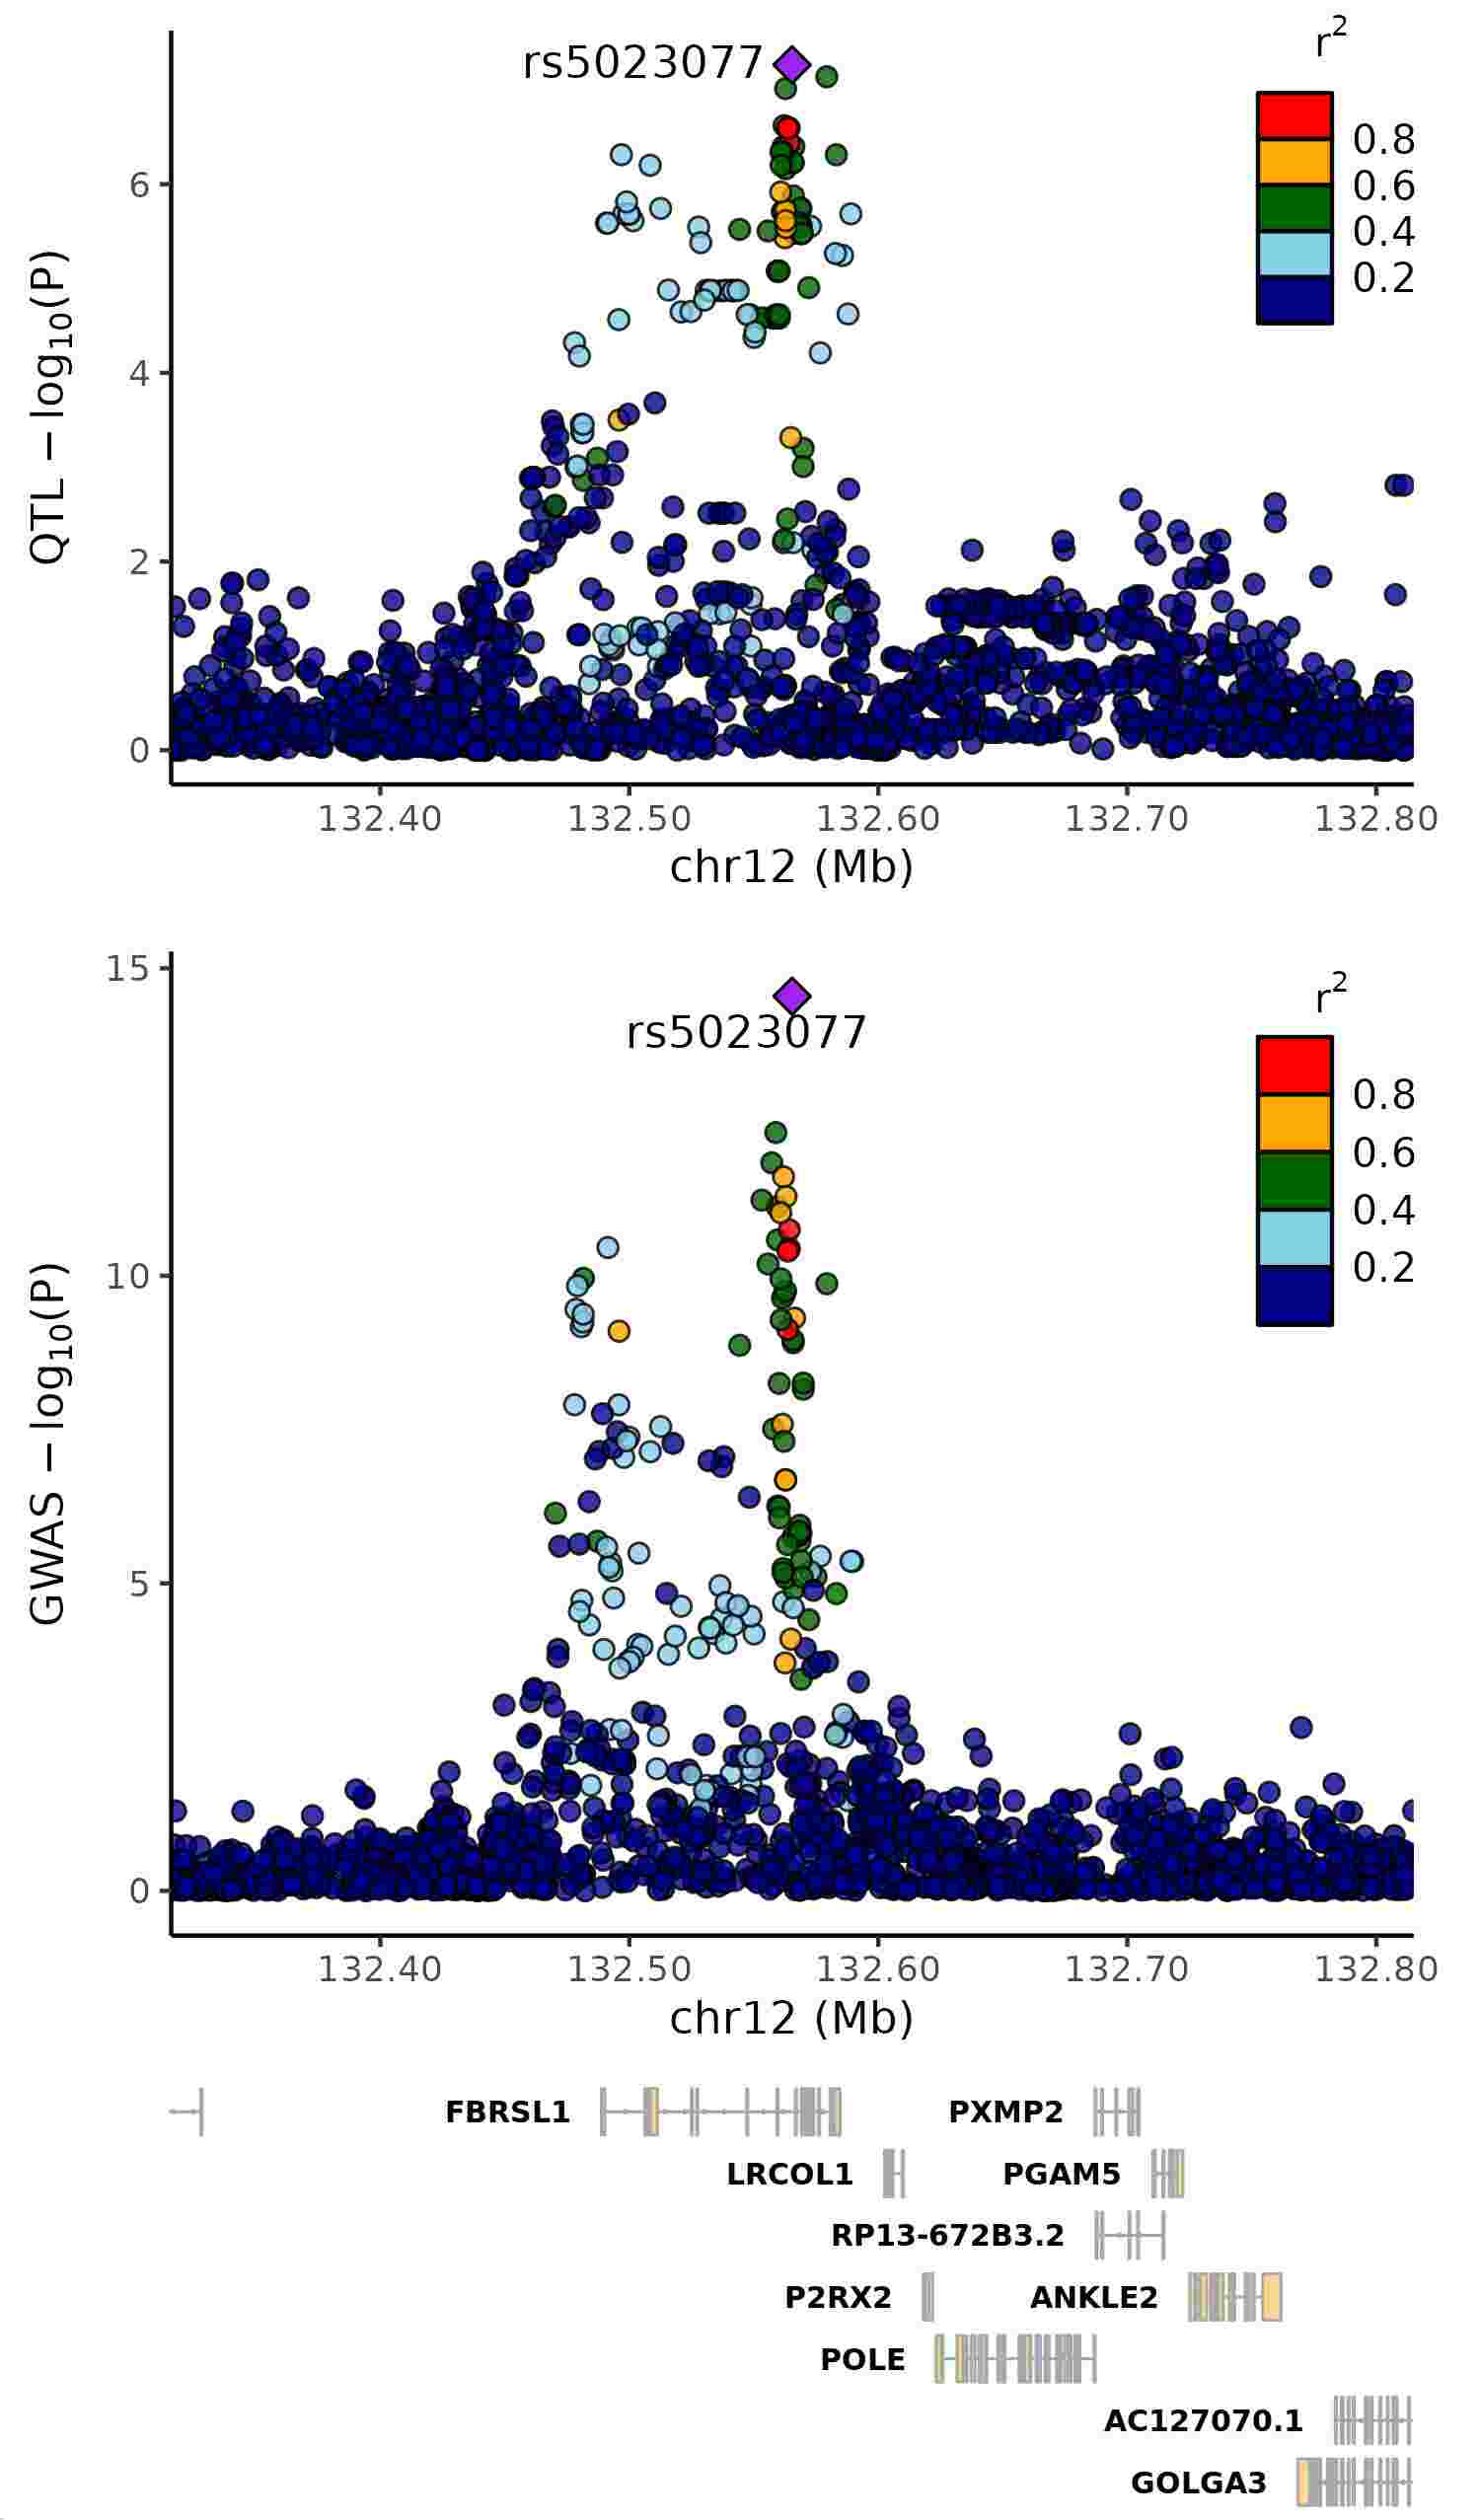 r²
rs5023077
0.8
0.6
0.4
0.2
6
4
2
0
QTL −log₁₀(P)
132.40 132.50 132.60 132.70 132.80
chr12 (Mb)
15
r²
rs5023077
0.8
0.6
0.4
0.2
10
5
0
GWAS −log₁₀(P)
132.40 132.50 132.60 132.70 132.80
chr12 (Mb)
FBRSL1 PXMP2
LRCOL1 PGAM5
RP13-672B3.2
P2RX2 ANKLE2
POLE
AC127070.1
GOLGA3